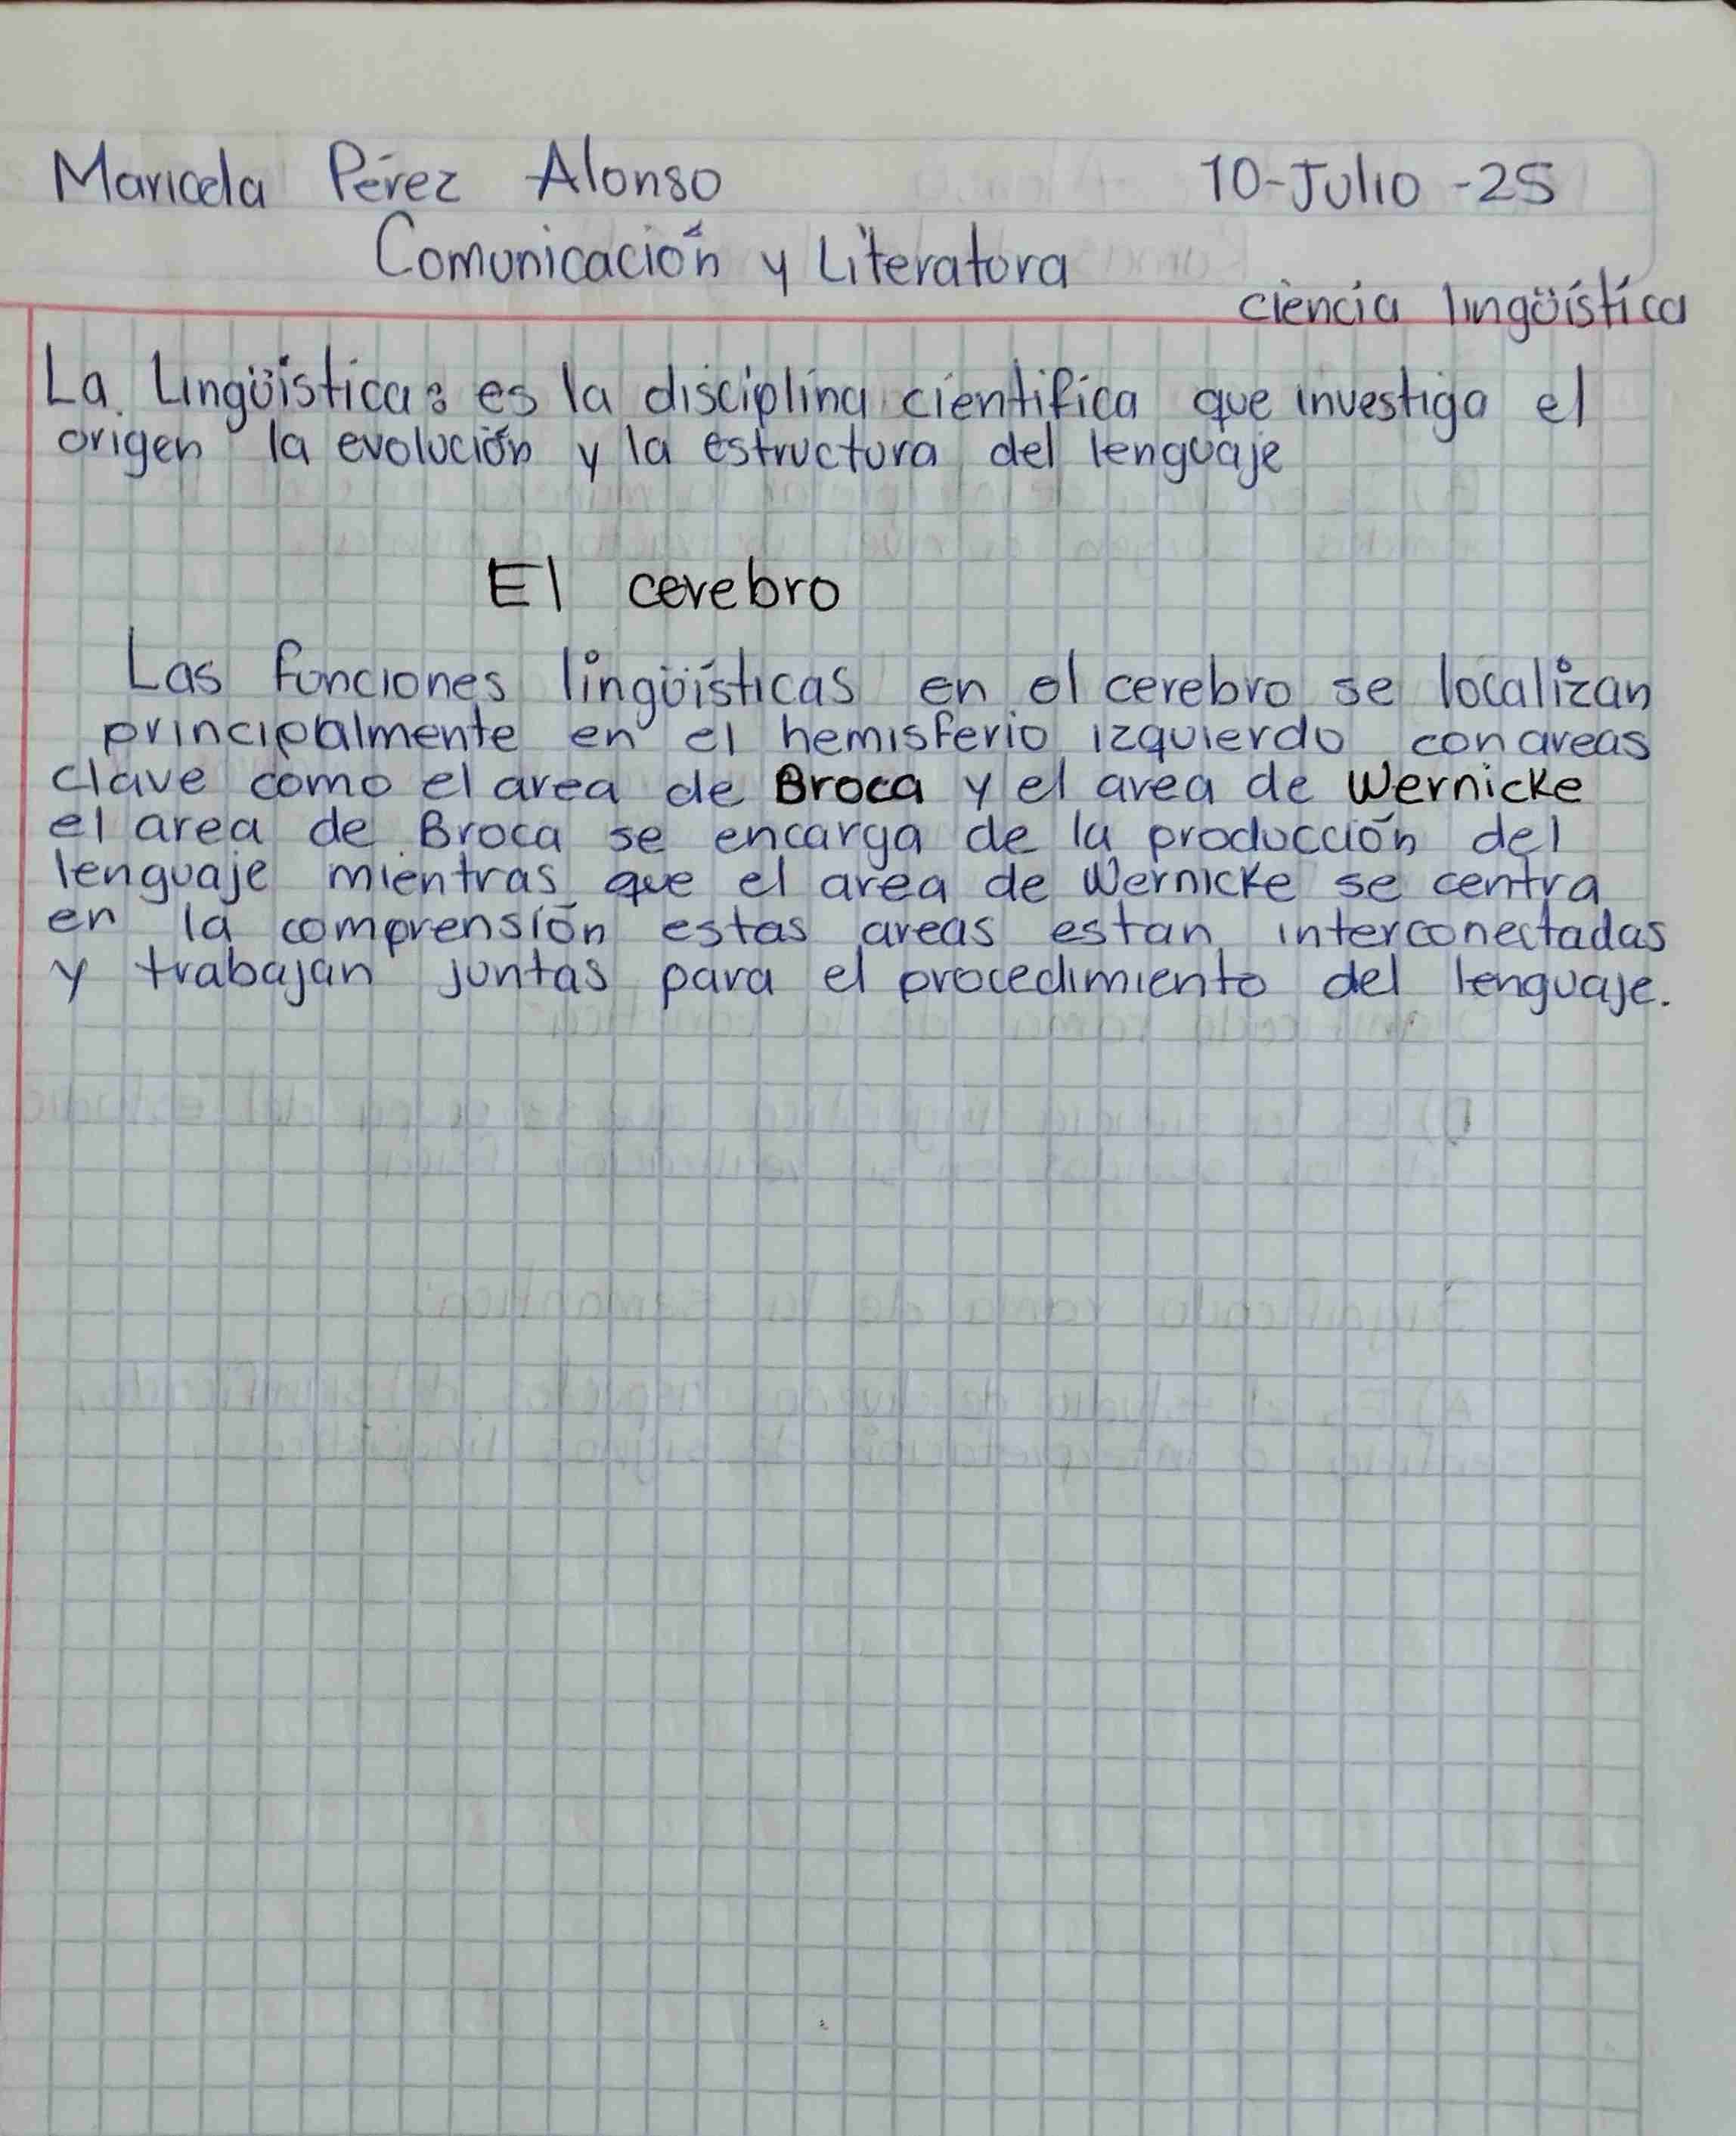 Maricela Pérez Alonso 10-Julio-25
Comunicación y Literatura
ciencia lingüística
La Lingüistica: es la disciplina cientifica que investiga el
origen la evolución y la estructura del lenguaje
El cerebro
Las funciones lingüísticas en el cerebro se localizan
principalmente en el hemisferio izquierdo con areas
clave como el area de Broca y el area de Wernicke
el area de Broca se encarga de la producción del
lenguaje mientras que el area de Wernicke se centra
en la comprensión estas areas estan interconectadas
y trabajan juntas para el procedimiento del lenguaje.